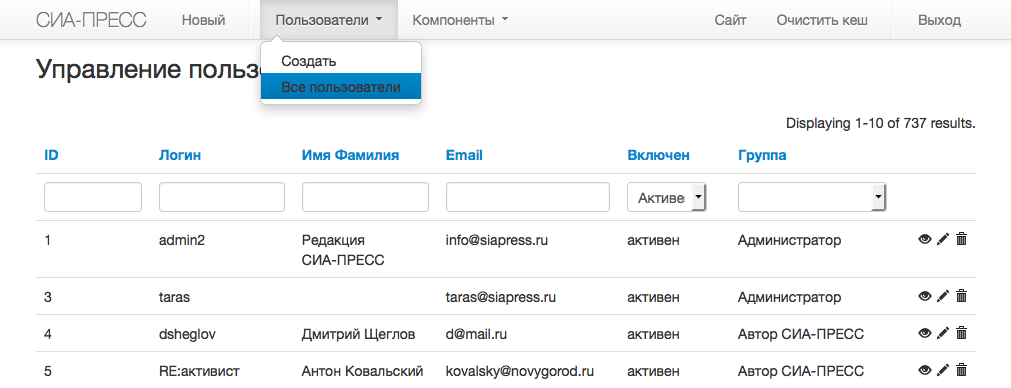 СИА-ПРЕСС Новый Пользователи Компоненты Сайт Очистить кеш Выход
Создать
Все пользователи
Управление польз
Displaying 1-10 of 737 results.
ID Логин Имя Фамилия Email Включен Группа
Активе
1 admin2 Редакция СИА-ПРЕСС info@siapress.ru активен Администратор
3 taras taras@siapress.ru активен Администратор
4 dsheglov Дмитрий Щеглов d@mail.ru активен Автор СИА-ПРЕСС
5 RE:активист Антон Ковальский kovalsky@novygorod.ru активен Автор СИА-ПРЕСС